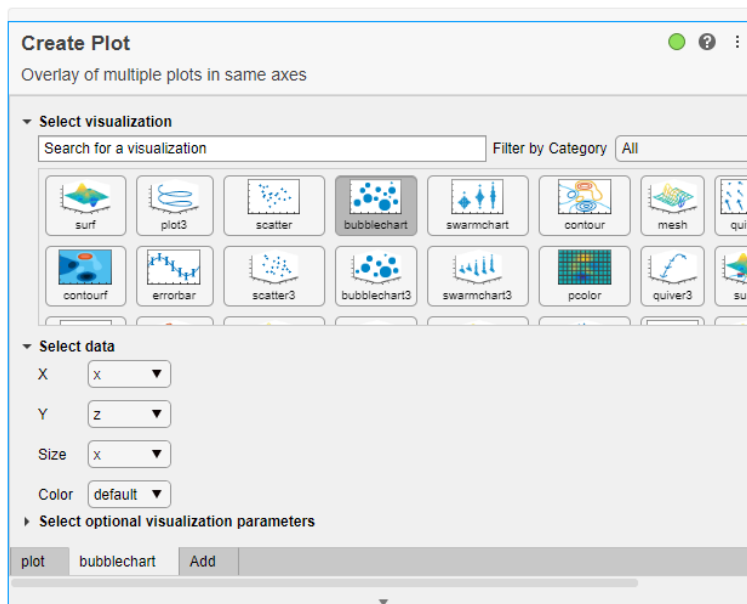 Create Plot
Overlay of multiple plots in same axes
Select visualization
Search for a visualization Filter by Category All
surf plot3 scatter bubblechart swarmchart contour mesh
contourf errorbar scatter3 bubblechart3 swarmchart3 pcolor quiver3
Select data
X x
Y z
Size x
Color default
Select optional visualization parameters
plot bubblechart Add